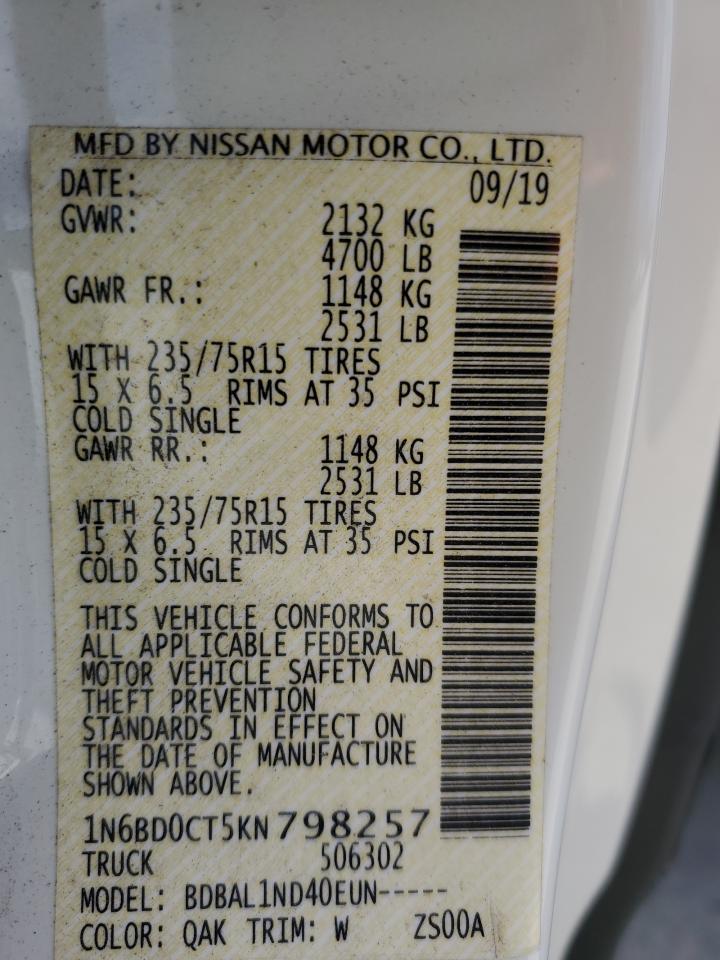 MFD BY NISSAN MOTOR CO., LTD.
DATE: 09/19
GVWR: 2132 KG
4700 LB
GAWR FR.: 1148 KG
2531 LB
WITH 235/75R15 TIRES
15 X 6.5 RIMS AT 35 PSI
COLD SINGLE
GAWR RR.: 1148 KG
2531 LB
WITH 235/75R15 TIRES
15 X 6.5 RIMS AT 35 PSI
COLD SINGLE
THIS VEHICLE CONFORMS TO
ALL APPLICABLE FEDERAL
MOTOR VEHICLE SAFETY AND
THEFT PREVENTION
STANDARDS IN EFFECT ON
THE DATE OF MANUFACTURE
SHOWN ABOVE.
1N6BD0CT5KN798257
TRUCK 506302
MODEL: BDBAL1ND40EUN-----
COLOR: QAK TRIM: W ZS00A